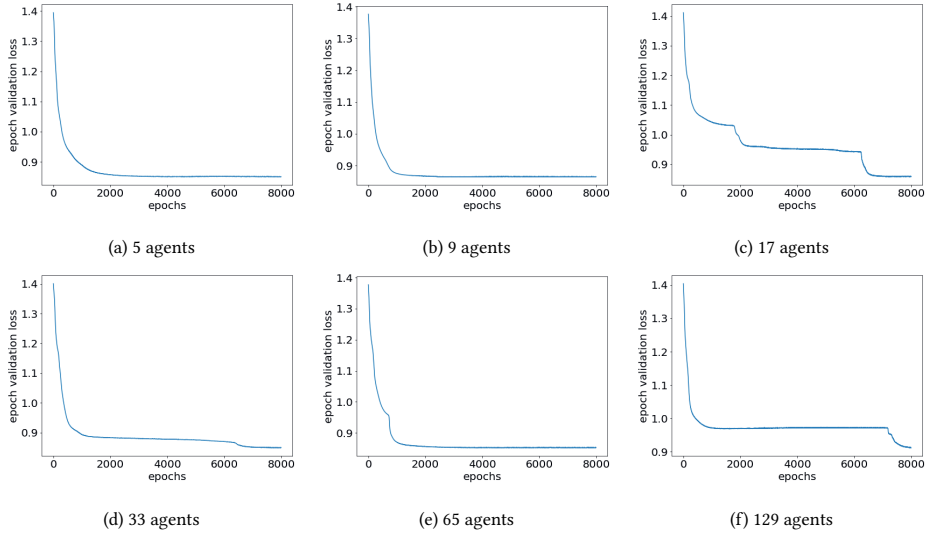 1.4
1.3
1.2
1.1
1.0
0.9
epoch validation loss
0 2000 4000 6000 8000
epochs
(a) 5 agents
1.4
1.3
1.2
1.1
1.0
0.9
epoch validation loss
0 2000 4000 6000 8000
epochs
(b) 9 agents
1.4
1.3
1.2
1.1
1.0
0.9
epoch validation loss
0 2000 4000 6000 8000
epochs
(c) 17 agents
1.4
1.3
1.2
1.1
1.0
0.9
epoch validation loss
0 2000 4000 6000 8000
epochs
(d) 33 agents
1.4
1.3
1.2
1.1
1.0
0.9
epoch validation loss
0 2000 4000 6000 8000
epochs
(e) 65 agents
1.4
1.3
1.2
1.1
1.0
0.9
epoch validation loss
0 2000 4000 6000 8000
epochs
(f) 129 agents